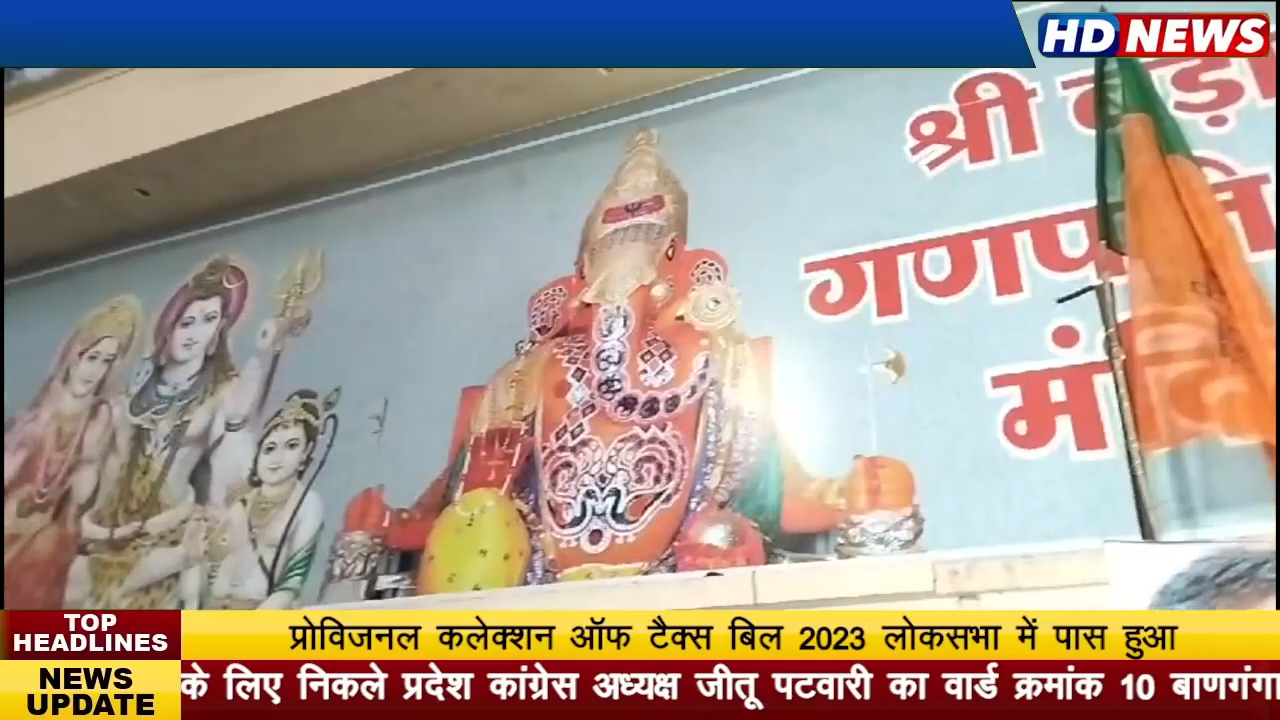 HD NEWS
श्री
गणपति
मंदिर
TOP HEADLINES
प्रोविजनल कलेक्शन ऑफ टैक्स बिल 2023 लोकसभा में पास हुआ
NEWS UPDATE
के लिए निकले प्रदेश कांग्रेस अध्यक्ष जीतू पटवारी का वार्ड क्रमांक 10 बाणगंगा